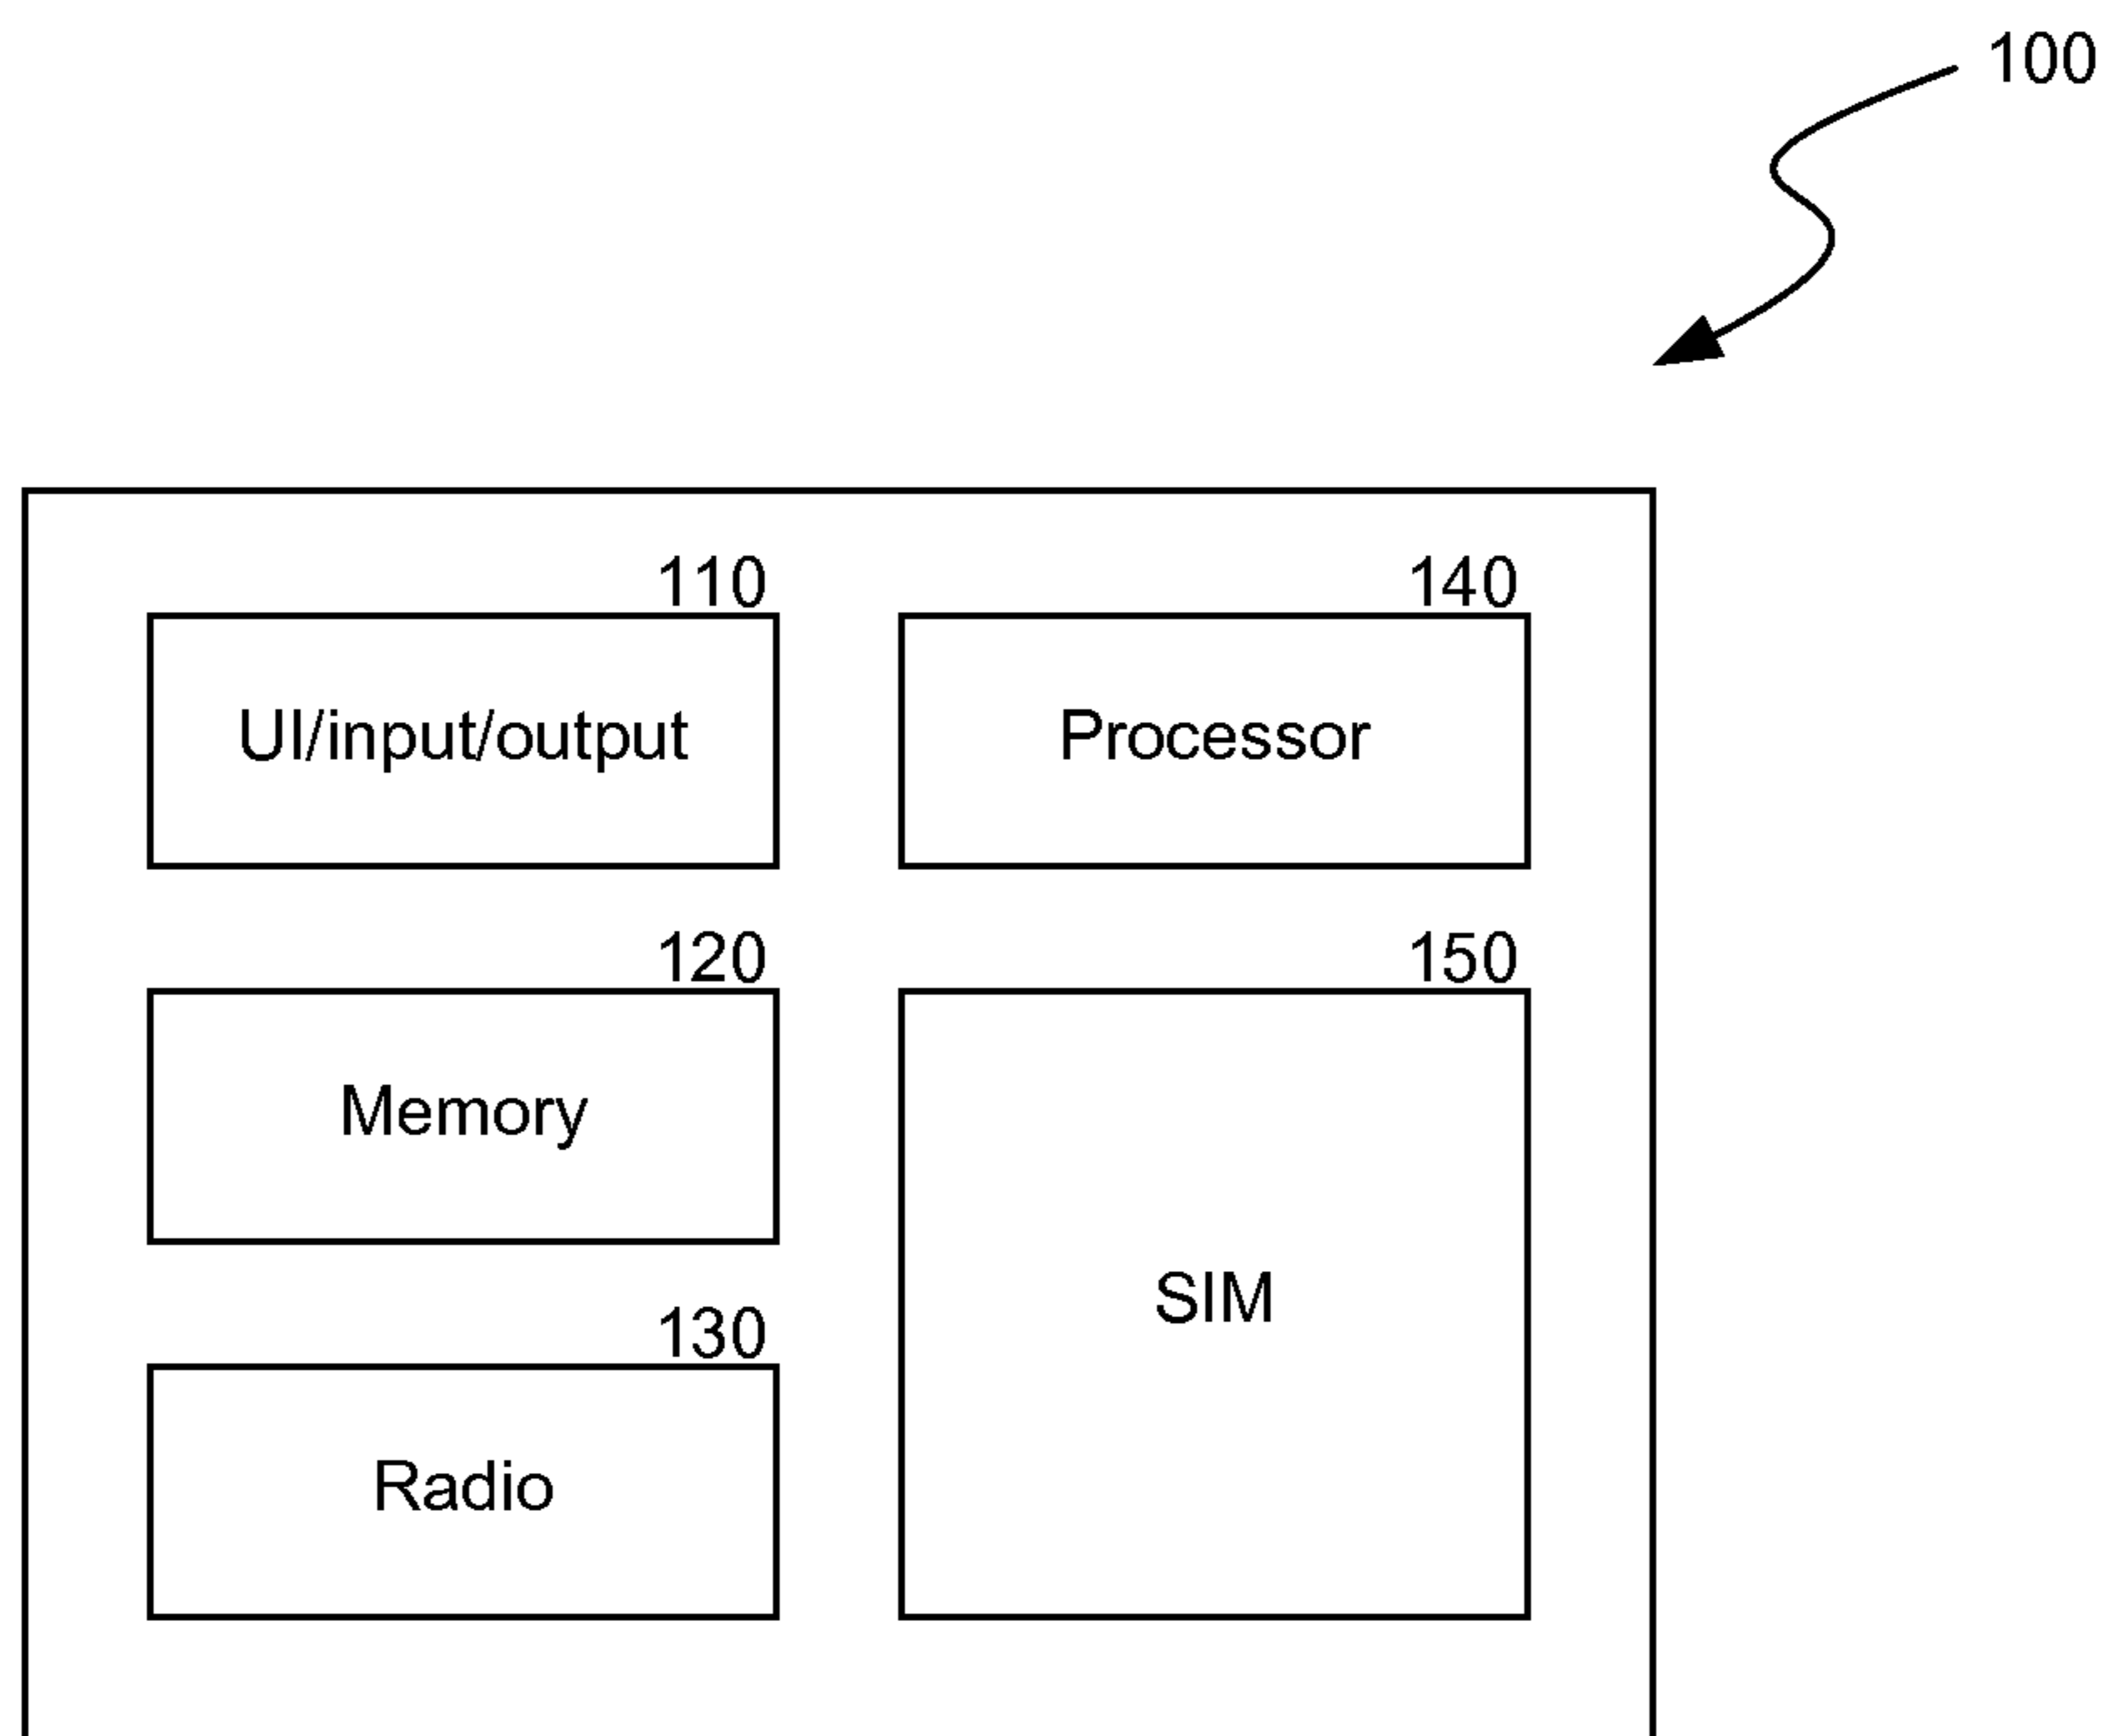 100
110
UI/input/output
140
Processor
120
Memory
150
SIM
130
Radio